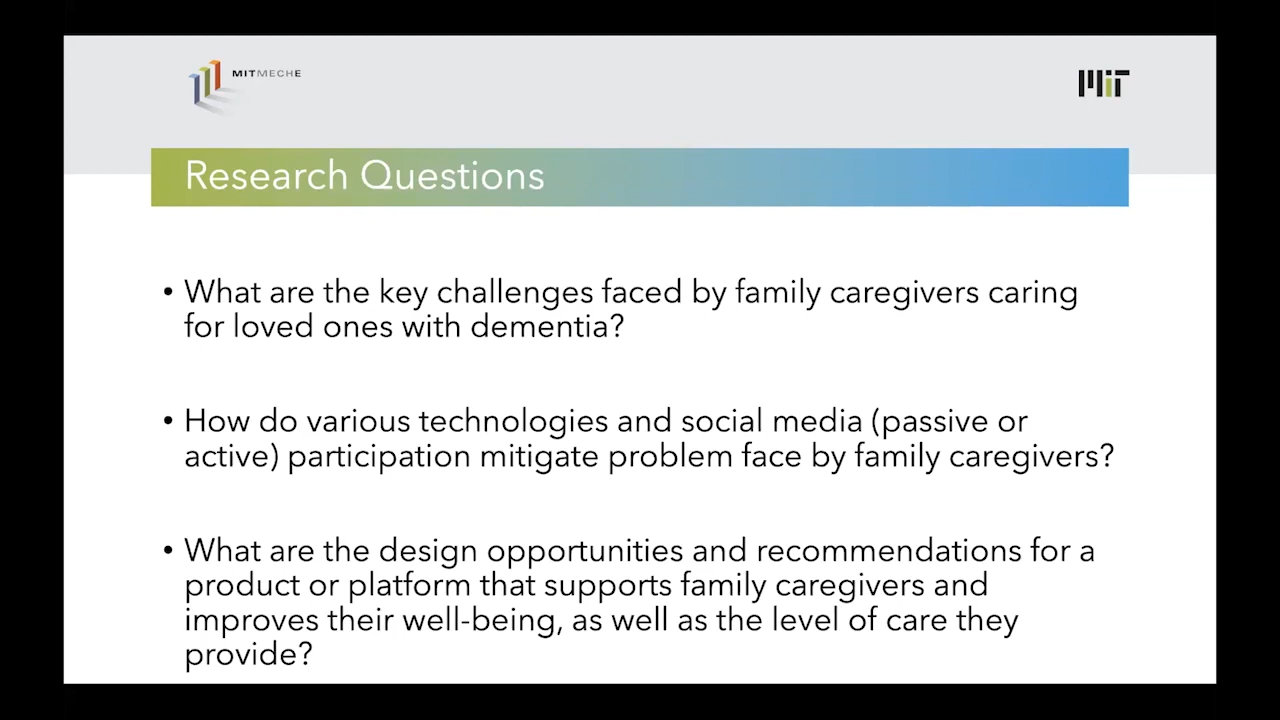 MITMECHE
MIT
Research Questions
• What are the key challenges faced by family caregivers caring
for loved ones with dementia?
• How do various technologies and social media (passive or
active) participation mitigate problem face by family caregivers?
• What are the design opportunities and recommendations for a
product or platform that supports family caregivers and
improves their well-being, as well as the level of care they
provide?